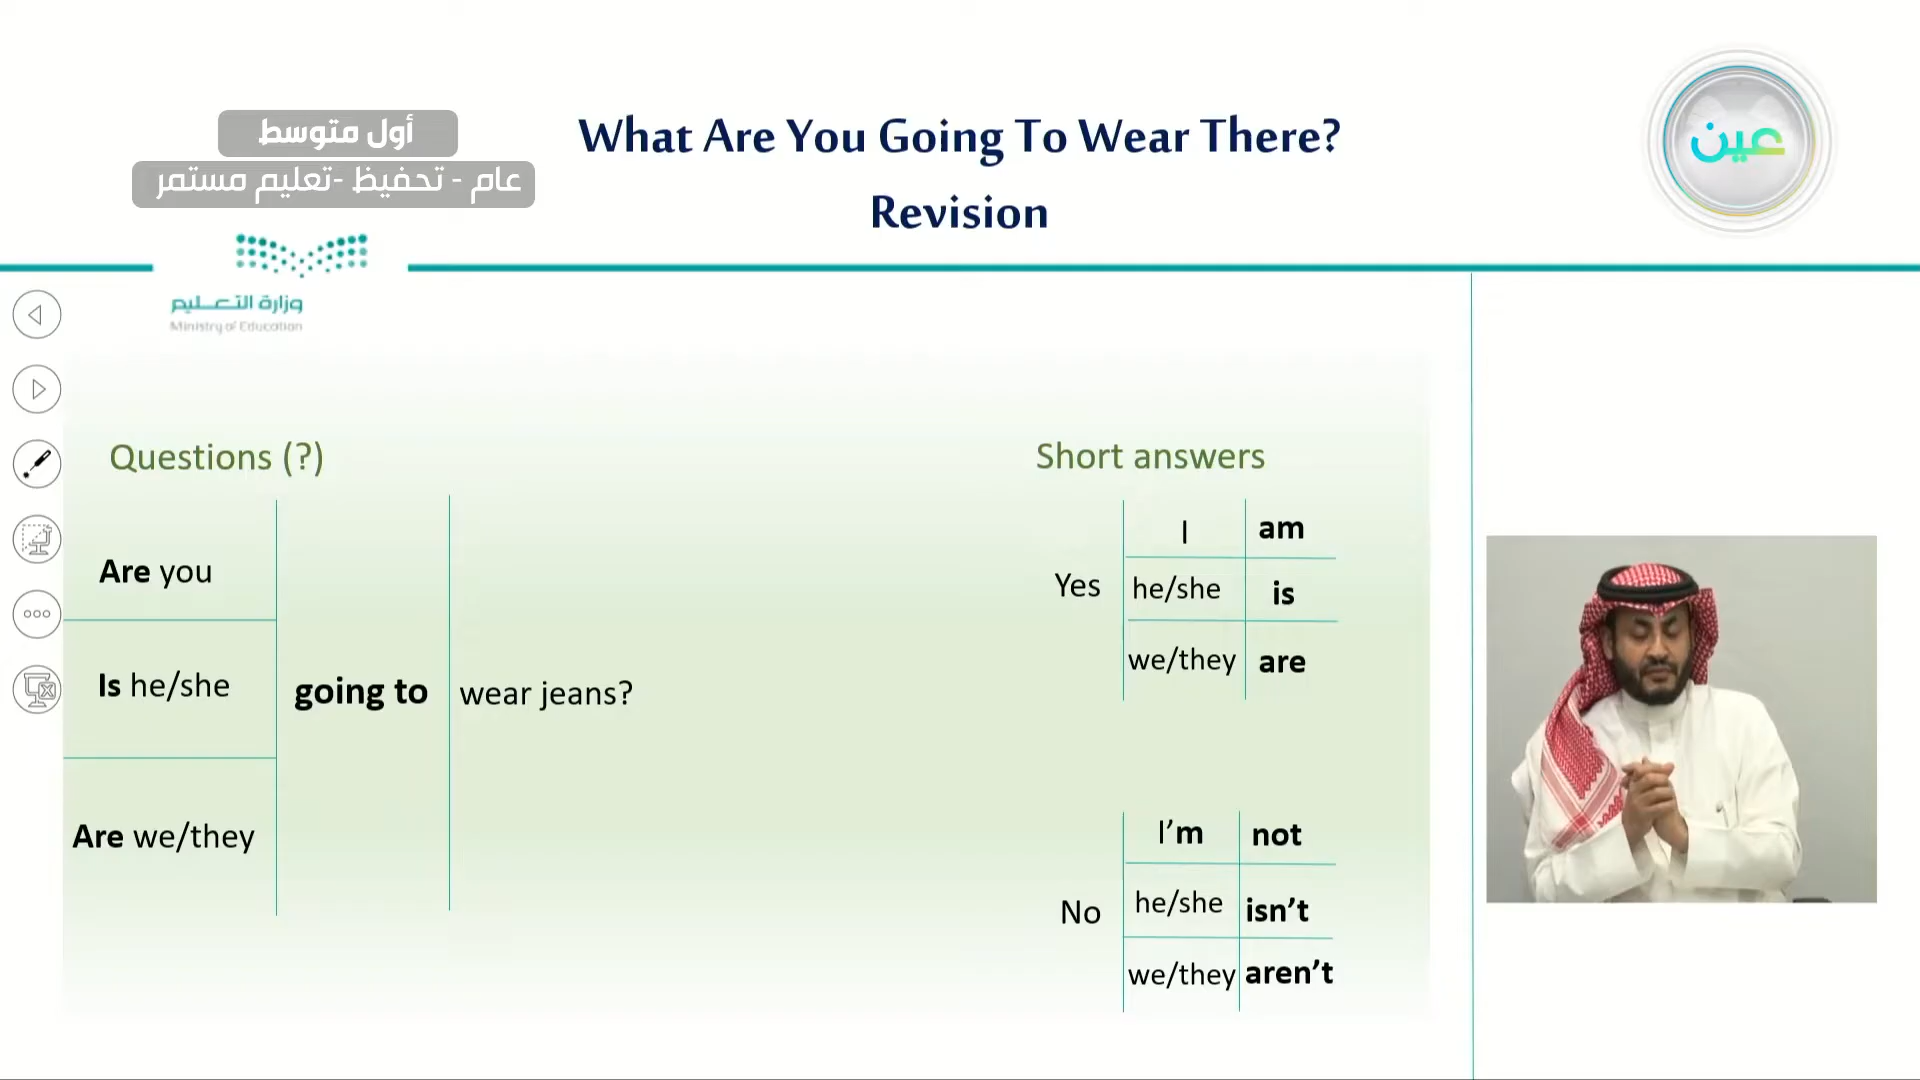 أول متوسط
عام - تحفيظ -تعليم مستمر
What Are You Going To Wear There?
Revision
عين
وزارة التعليم
Ministry of Education
Questions (?)
Are you
Is he/she
Are we/they
going to
wear jeans?
Short answers
Yes
I am
he/she is
we/they are
No
I'm not
he/she isn't
we/they aren't